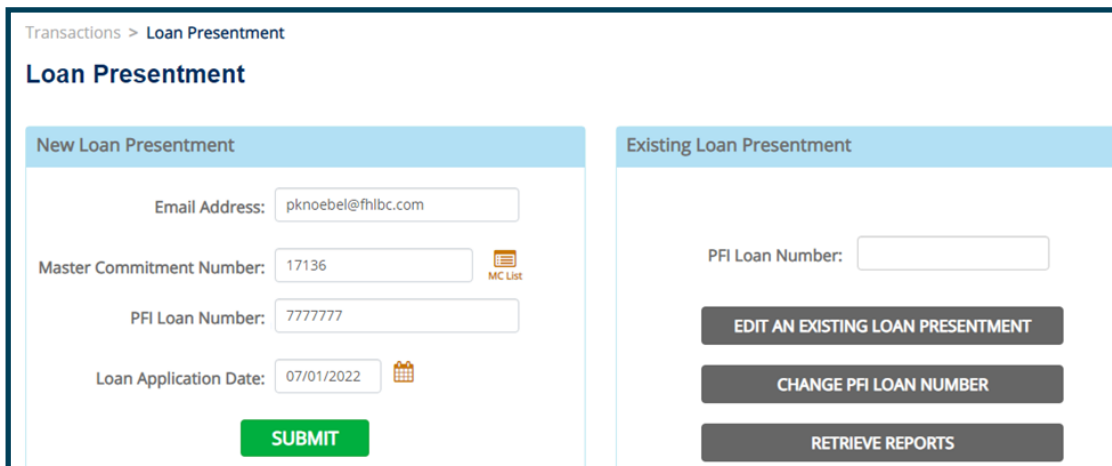 Transactions > Loan Presentment
Loan Presentment
New Loan Presentment
Email Address: pknoebel@fhlbc.com
Master Commitment Number: 17136 MC List
PFI Loan Number: 7777777
Loan Application Date: 07/01/2022
SUBMIT
Existing Loan Presentment
PFI Loan Number:
EDIT AN EXISTING LOAN PRESENTMENT
CHANGE PFI LOAN NUMBER
RETRIEVE REPORTS